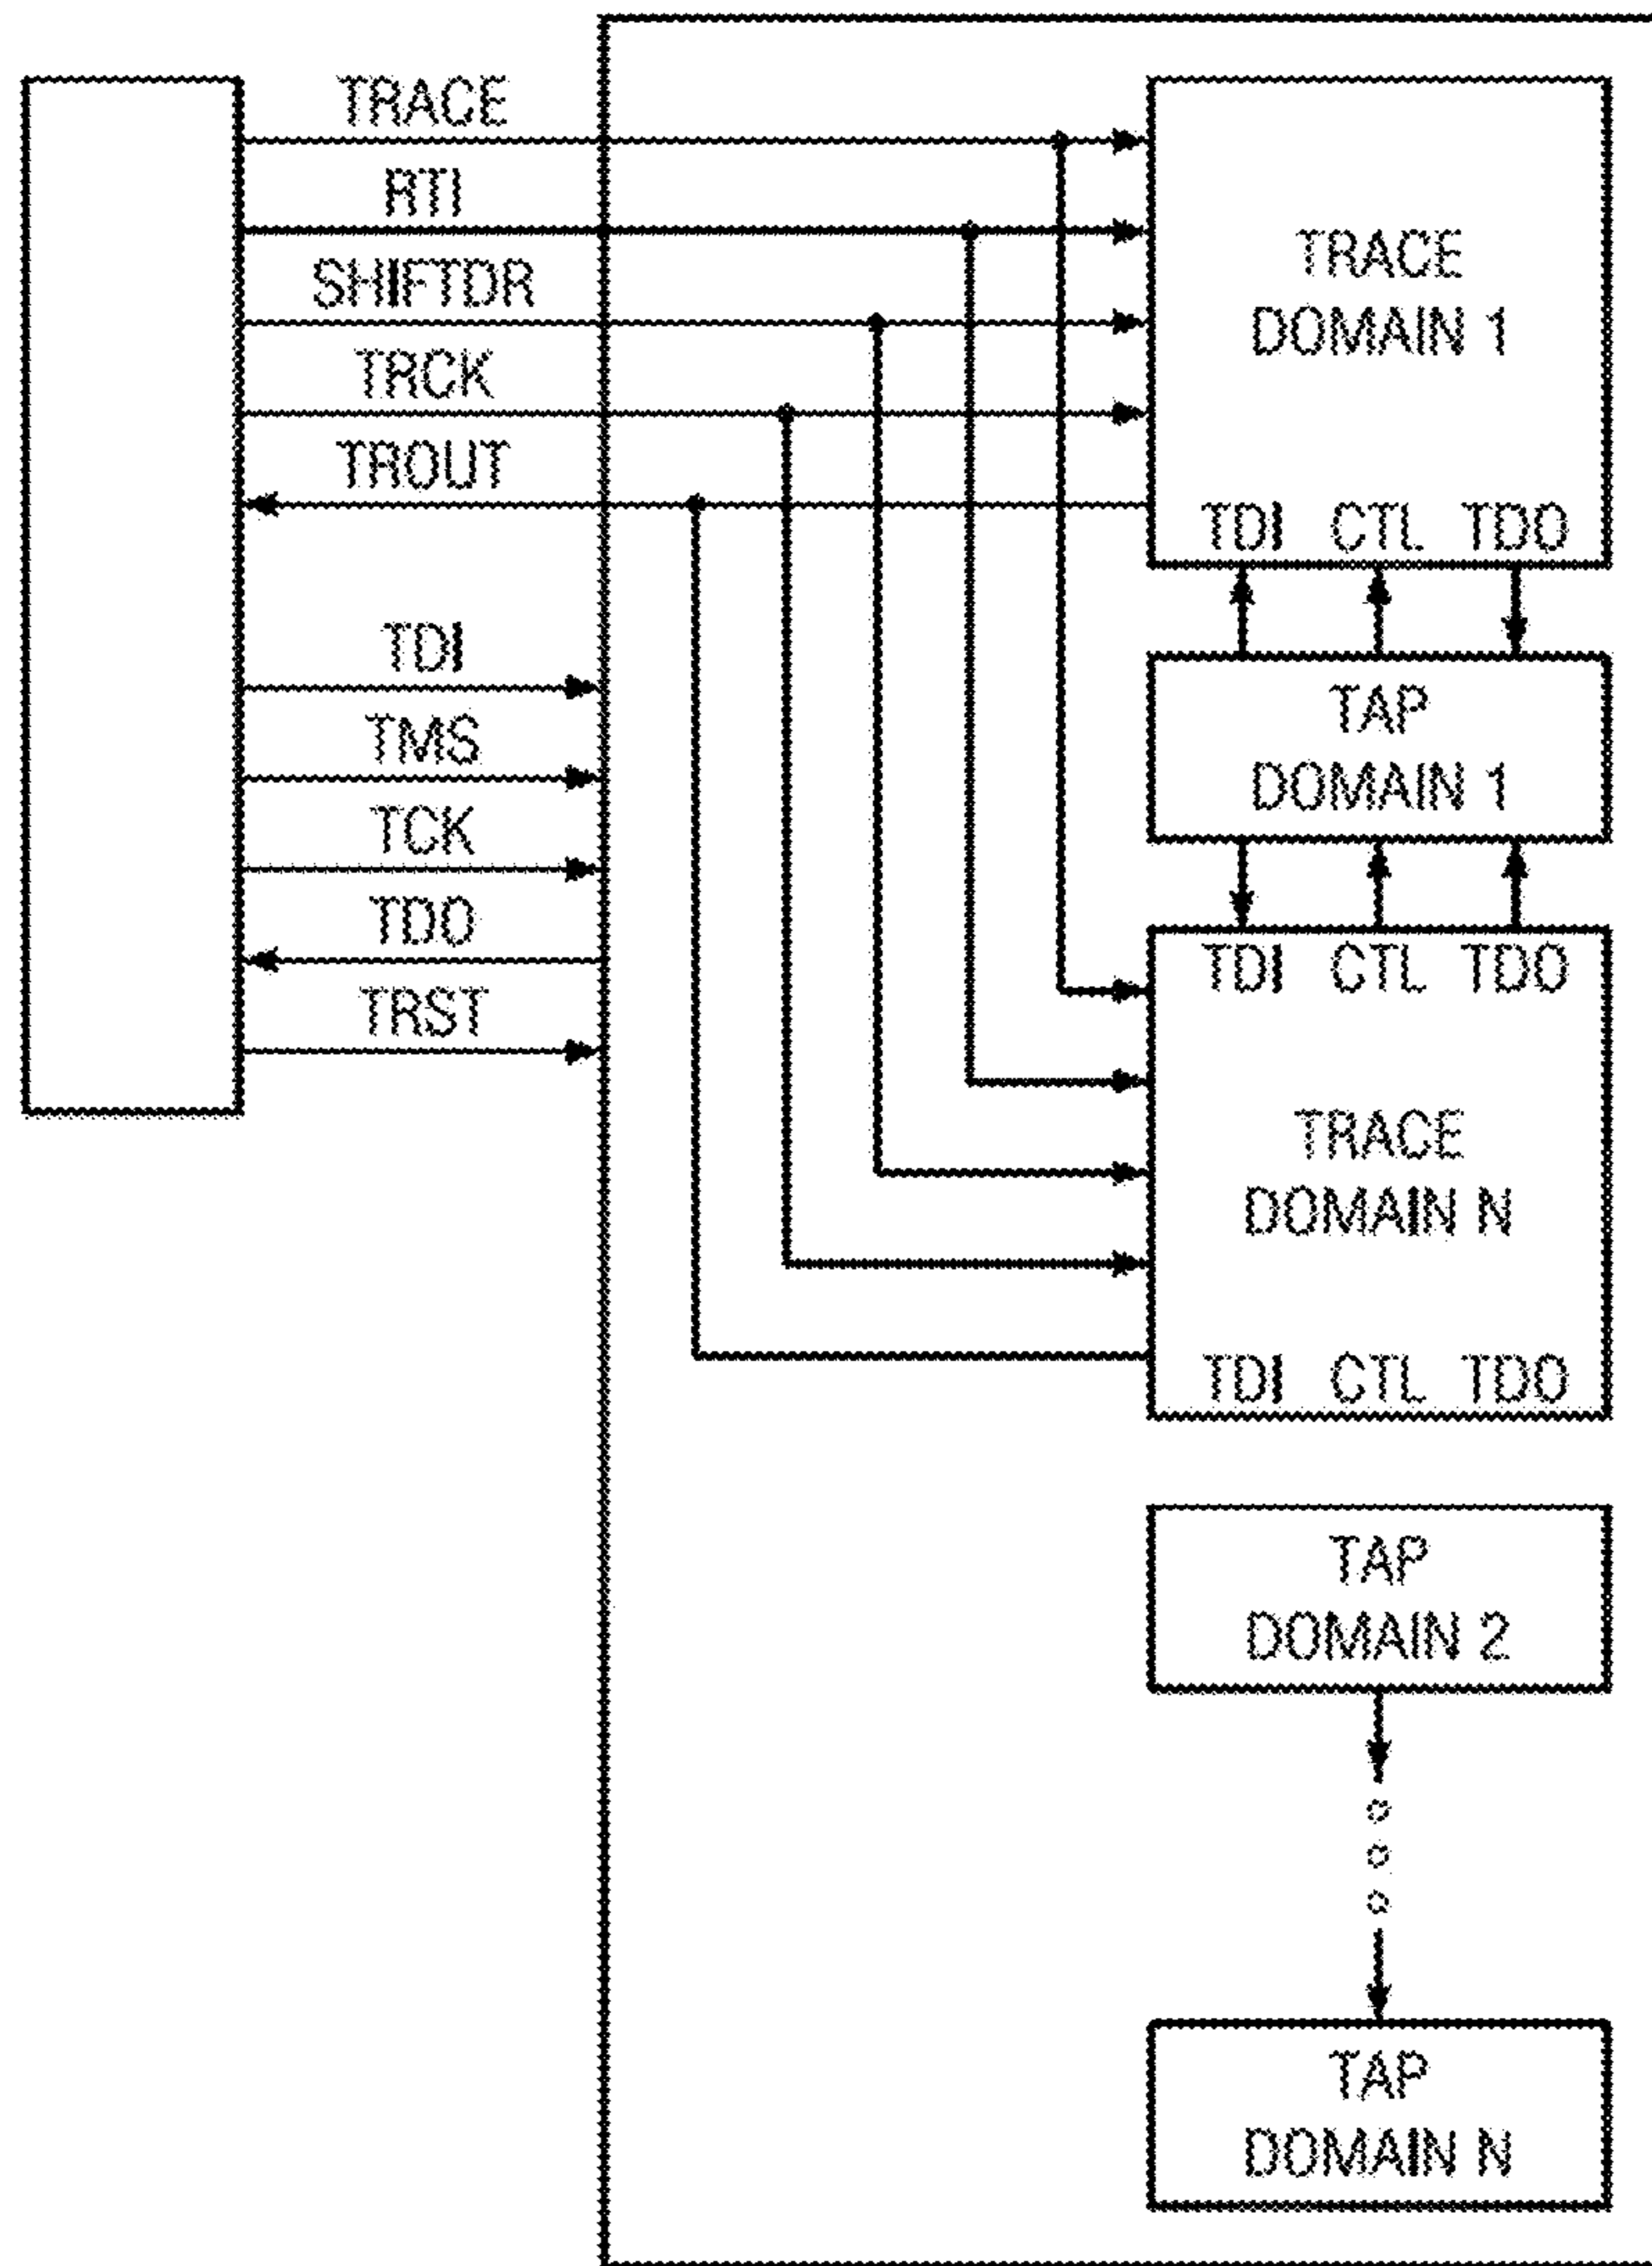 TRACE
RTI
SHIFTDR
TRCK
TROUT
TDI
TMS
TCK
TDO
TRST
TRACE
DOMAIN 1
TDI CTL TDO
TAP
DOMAIN 1
TDI CTL TDO
TRACE
DOMAIN N
TDI CTL TDO
TAP
DOMAIN 2
TAP
DOMAIN N